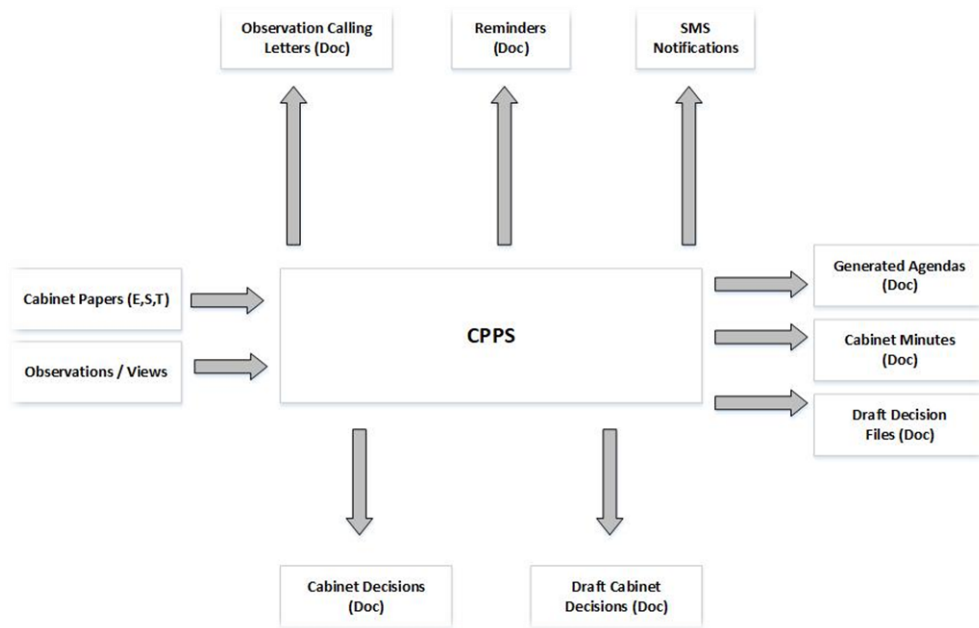 Observation Calling
Letters (Doc)
Reminders
(Doc)
SMS
Notifications
Cabinet Papers (E,S,T)
Observations / Views
CPPS
Generated Agendas
(Doc)
Cabinet Minutes
(Doc)
Draft Decision
Files (Doc)
Cabinet Decisions
(Doc)
Draft Cabinet
Decisions (Doc)